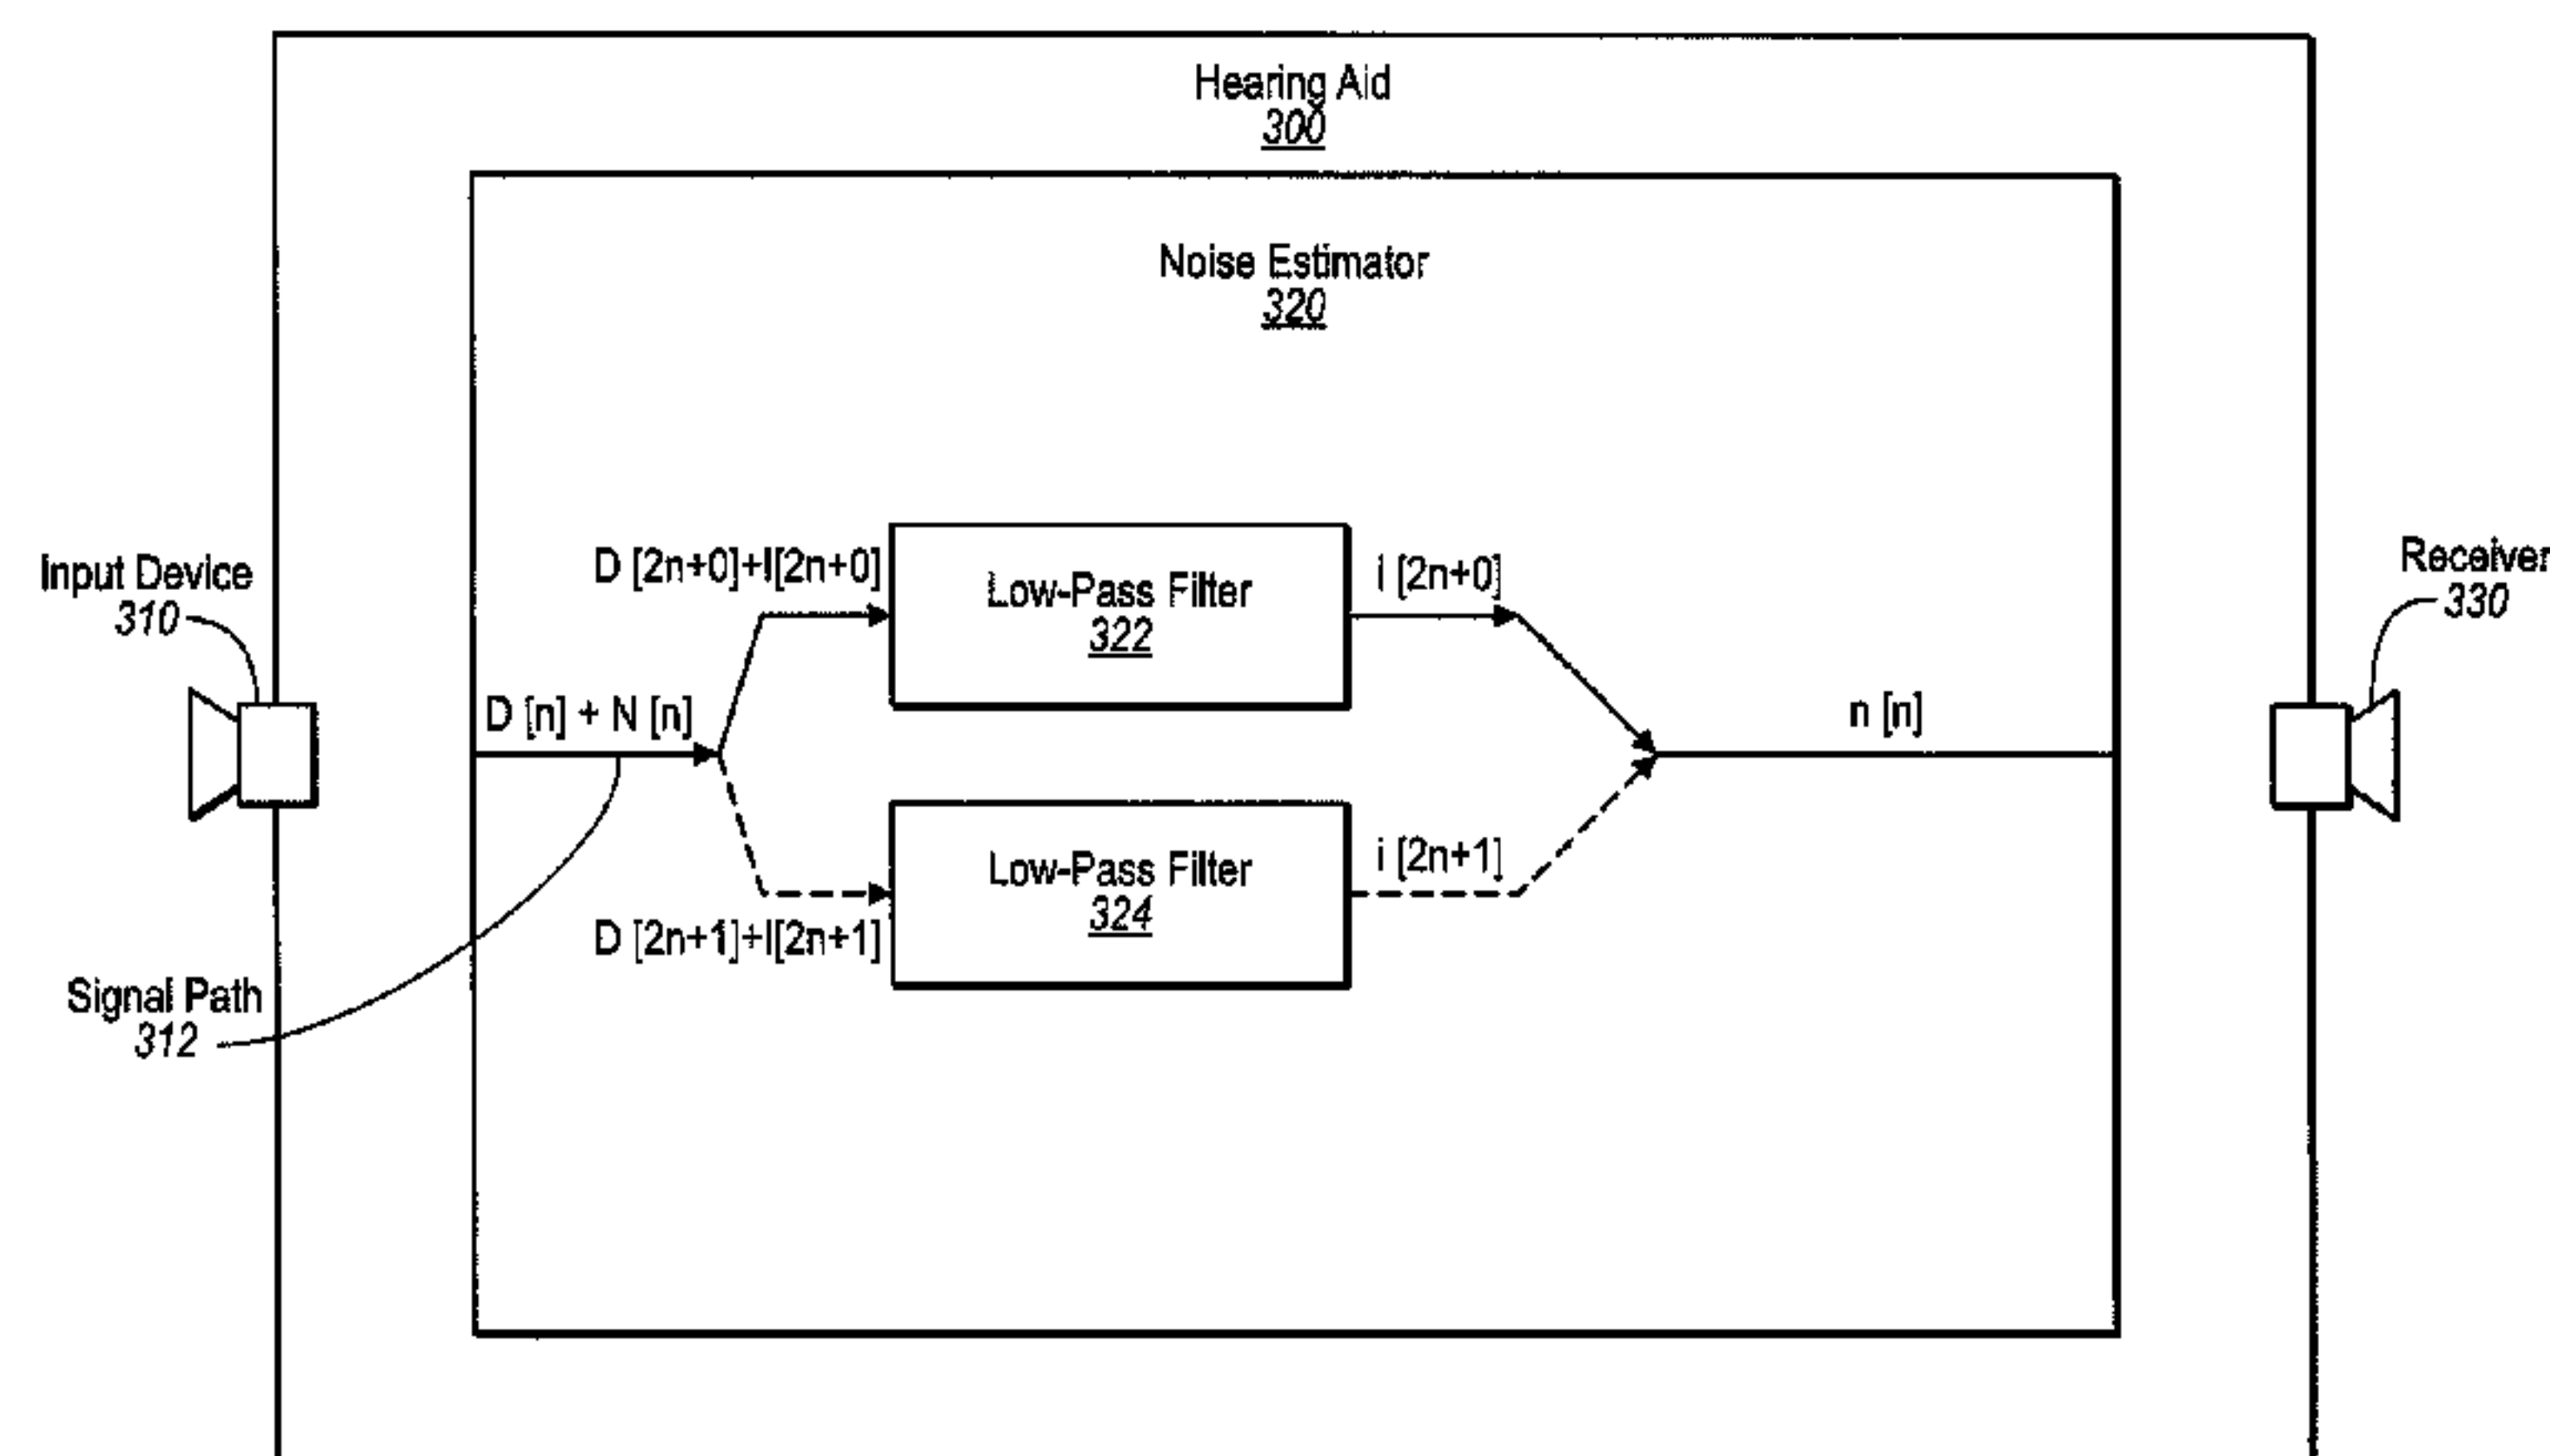 Hearing Aid
300
Noise Estimator
320
Input Device
310
Receiver
330
D [2n+0]+I[2n+0]
Low-Pass Filter
322
i [2n+0]
D [n] + N [n]
n [n]
Low-Pass Filter
324
i [2n+1]
D [2n+1]+I[2n+1]
Signal Path
312